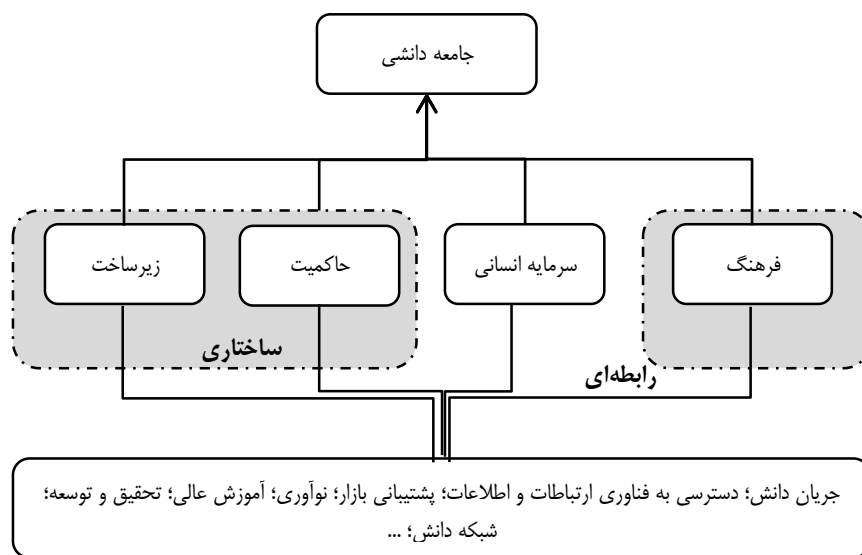 جامعه دانشی
فرهنگ
سرمایه انسانی
حاکمیت
زیرساخت
ساختاری
رابطه‌ای
جریان دانش؛ دسترسی به فناوری ارتباطات و اطلاعات؛ پشتیبانی بازار؛ نوآوری؛ آموزش عالی؛ تحقیق و توسعه؛
شبکه دانش؛ ...